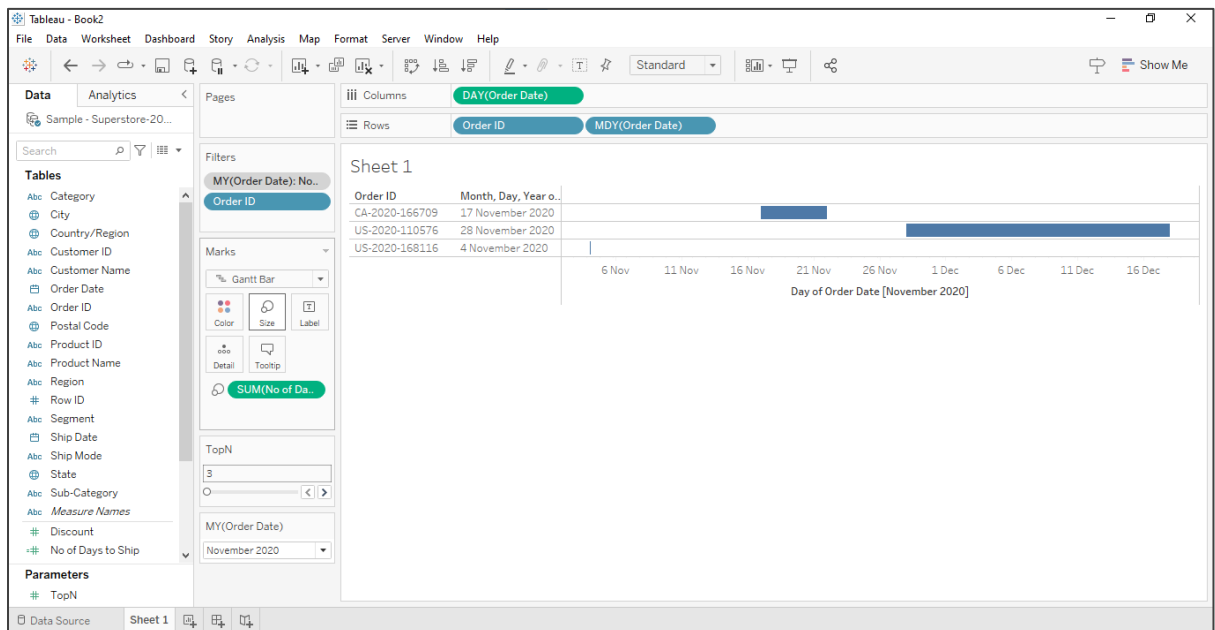 Tableau - Book2
File Data Worksheet Dashboard Story Analysis Map Format Server Window Help
Standard
Show Me
Data Analytics
Sample - Superstore-20...
Search
Tables
Abc Category
City
Country/Region
Abc Customer ID
Abc Customer Name
Order Date
Abc Order ID
Postal Code
Abc Product ID
Abc Product Name
Abc Region
# Row ID
Abc Segment
Ship Date
Abc Ship Mode
State
Abc Sub-Category
Abc Measure Names
# Discount
=# No of Days to Ship
Parameters
# TopN
Pages
Filters
MY(Order Date): No..
Order ID
Marks
Gantt Bar
Color Size Label
Detail Tooltip
SUM(No of Da..
TopN
3
MY(Order Date)
November 2020
Columns DAY(Order Date)
Rows Order ID MDY(Order Date)
Sheet 1
Order ID Month, Day, Year o..
CA-2020-166709 17 November 2020
US-2020-110576 28 November 2020
US-2020-168116 4 November 2020
6 Nov 11 Nov 16 Nov 21 Nov 26 Nov 1 Dec 6 Dec 11 Dec 16 Dec
Day of Order Date [November 2020]
Data Source Sheet 1